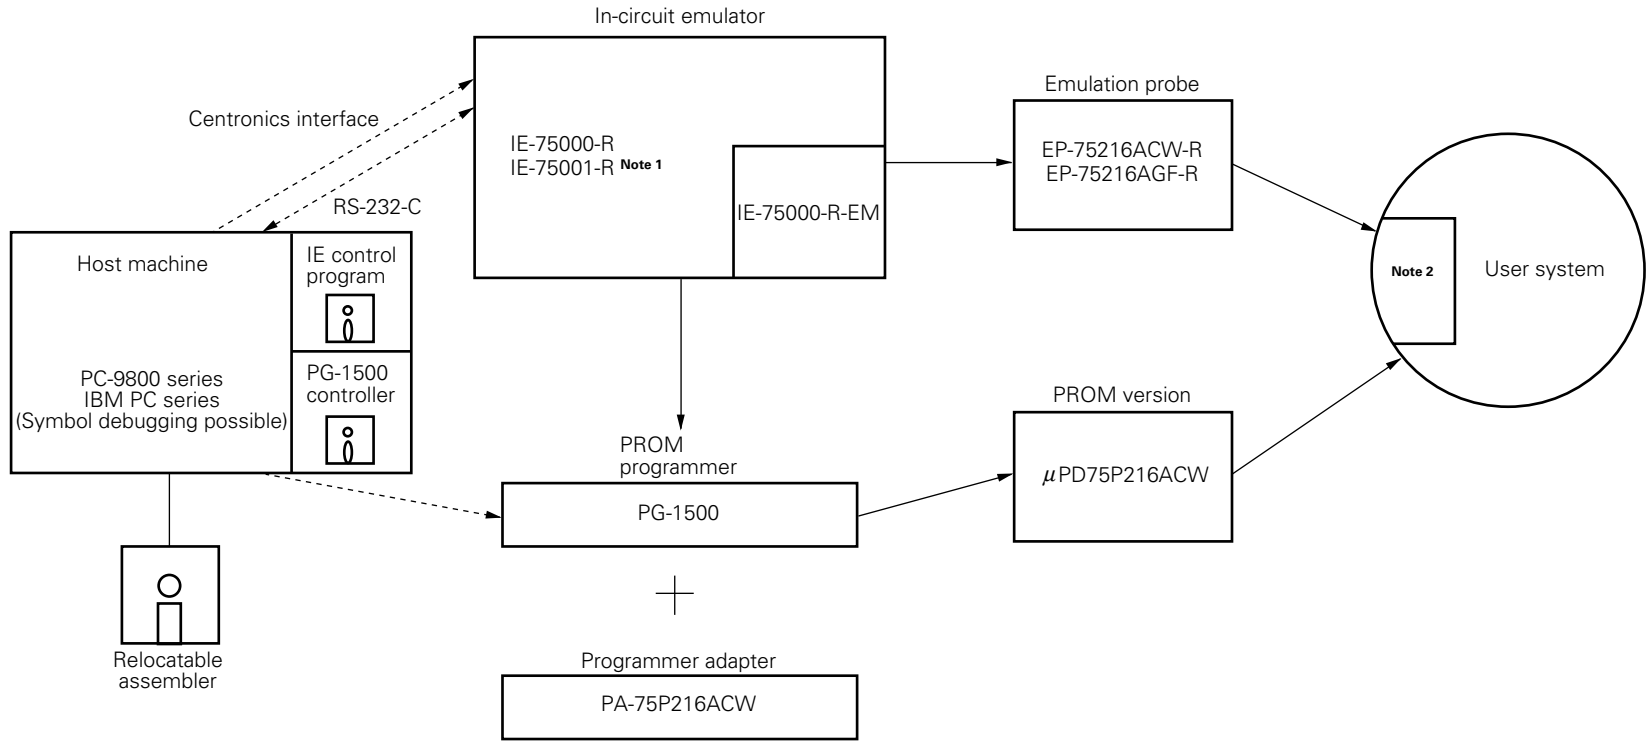 In-circuit emulator
Emulation probe
Centronics interface
IE-75000-R
IE-75001-R Note 1
EP-75216ACW-R
EP-75216AGF-R
RS-232-C
IE-75000-R-EM
Host machine
IE control
program
Note 2
User system
PC-9800 series
IBM PC series
(Symbol debugging possible)
PG-1500
controller
PROM version
PROM
programmer
μPD75P216ACW
PG-1500
Relocatable
assembler
Programmer adapter
PA-75P216ACW